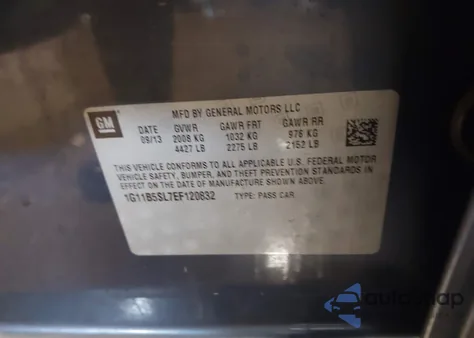 GM
MFD BY GENERAL MOTORS LLC
DATE GVWR GAWR FRT GAWR RR
09/13 2008 KG 1032 KG 976 KG
4427 LB 2275 LB 2152 LB
THIS VEHICLE CONFORMS TO ALL APPLICABLE U.S. FEDERAL MOTOR
VEHICLE SAFETY, BUMPER, AND THEFT PREVENTION STANDARDS IN
EFFECT ON THE DATE OF MANUFACTURE SHOWN ABOVE.
1G11B5SL7EF120632 TYPE: PASS CAR
autosnap